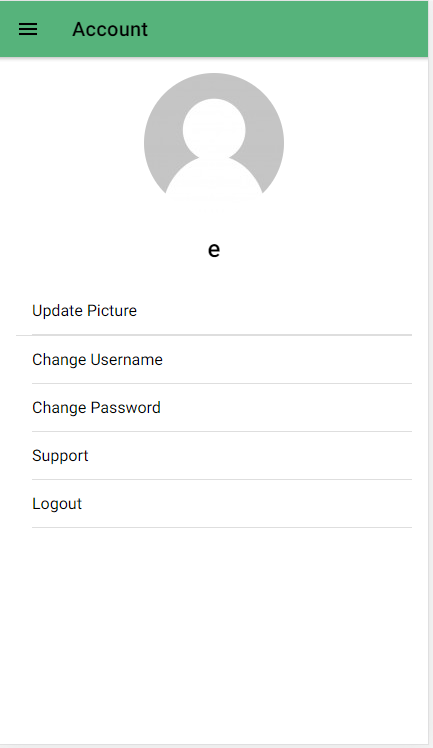 Account
e
Update Picture
Change Username
Change Password
Support
Logout